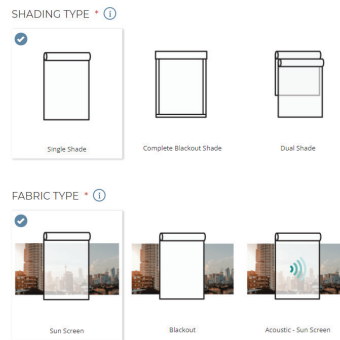 SHADING TYPE * i
Single Shade
Complete Blackout Shade
Dual Shade
FABRIC TYPE * i
Sun Screen
Blackout
Acoustic - Sun Screen